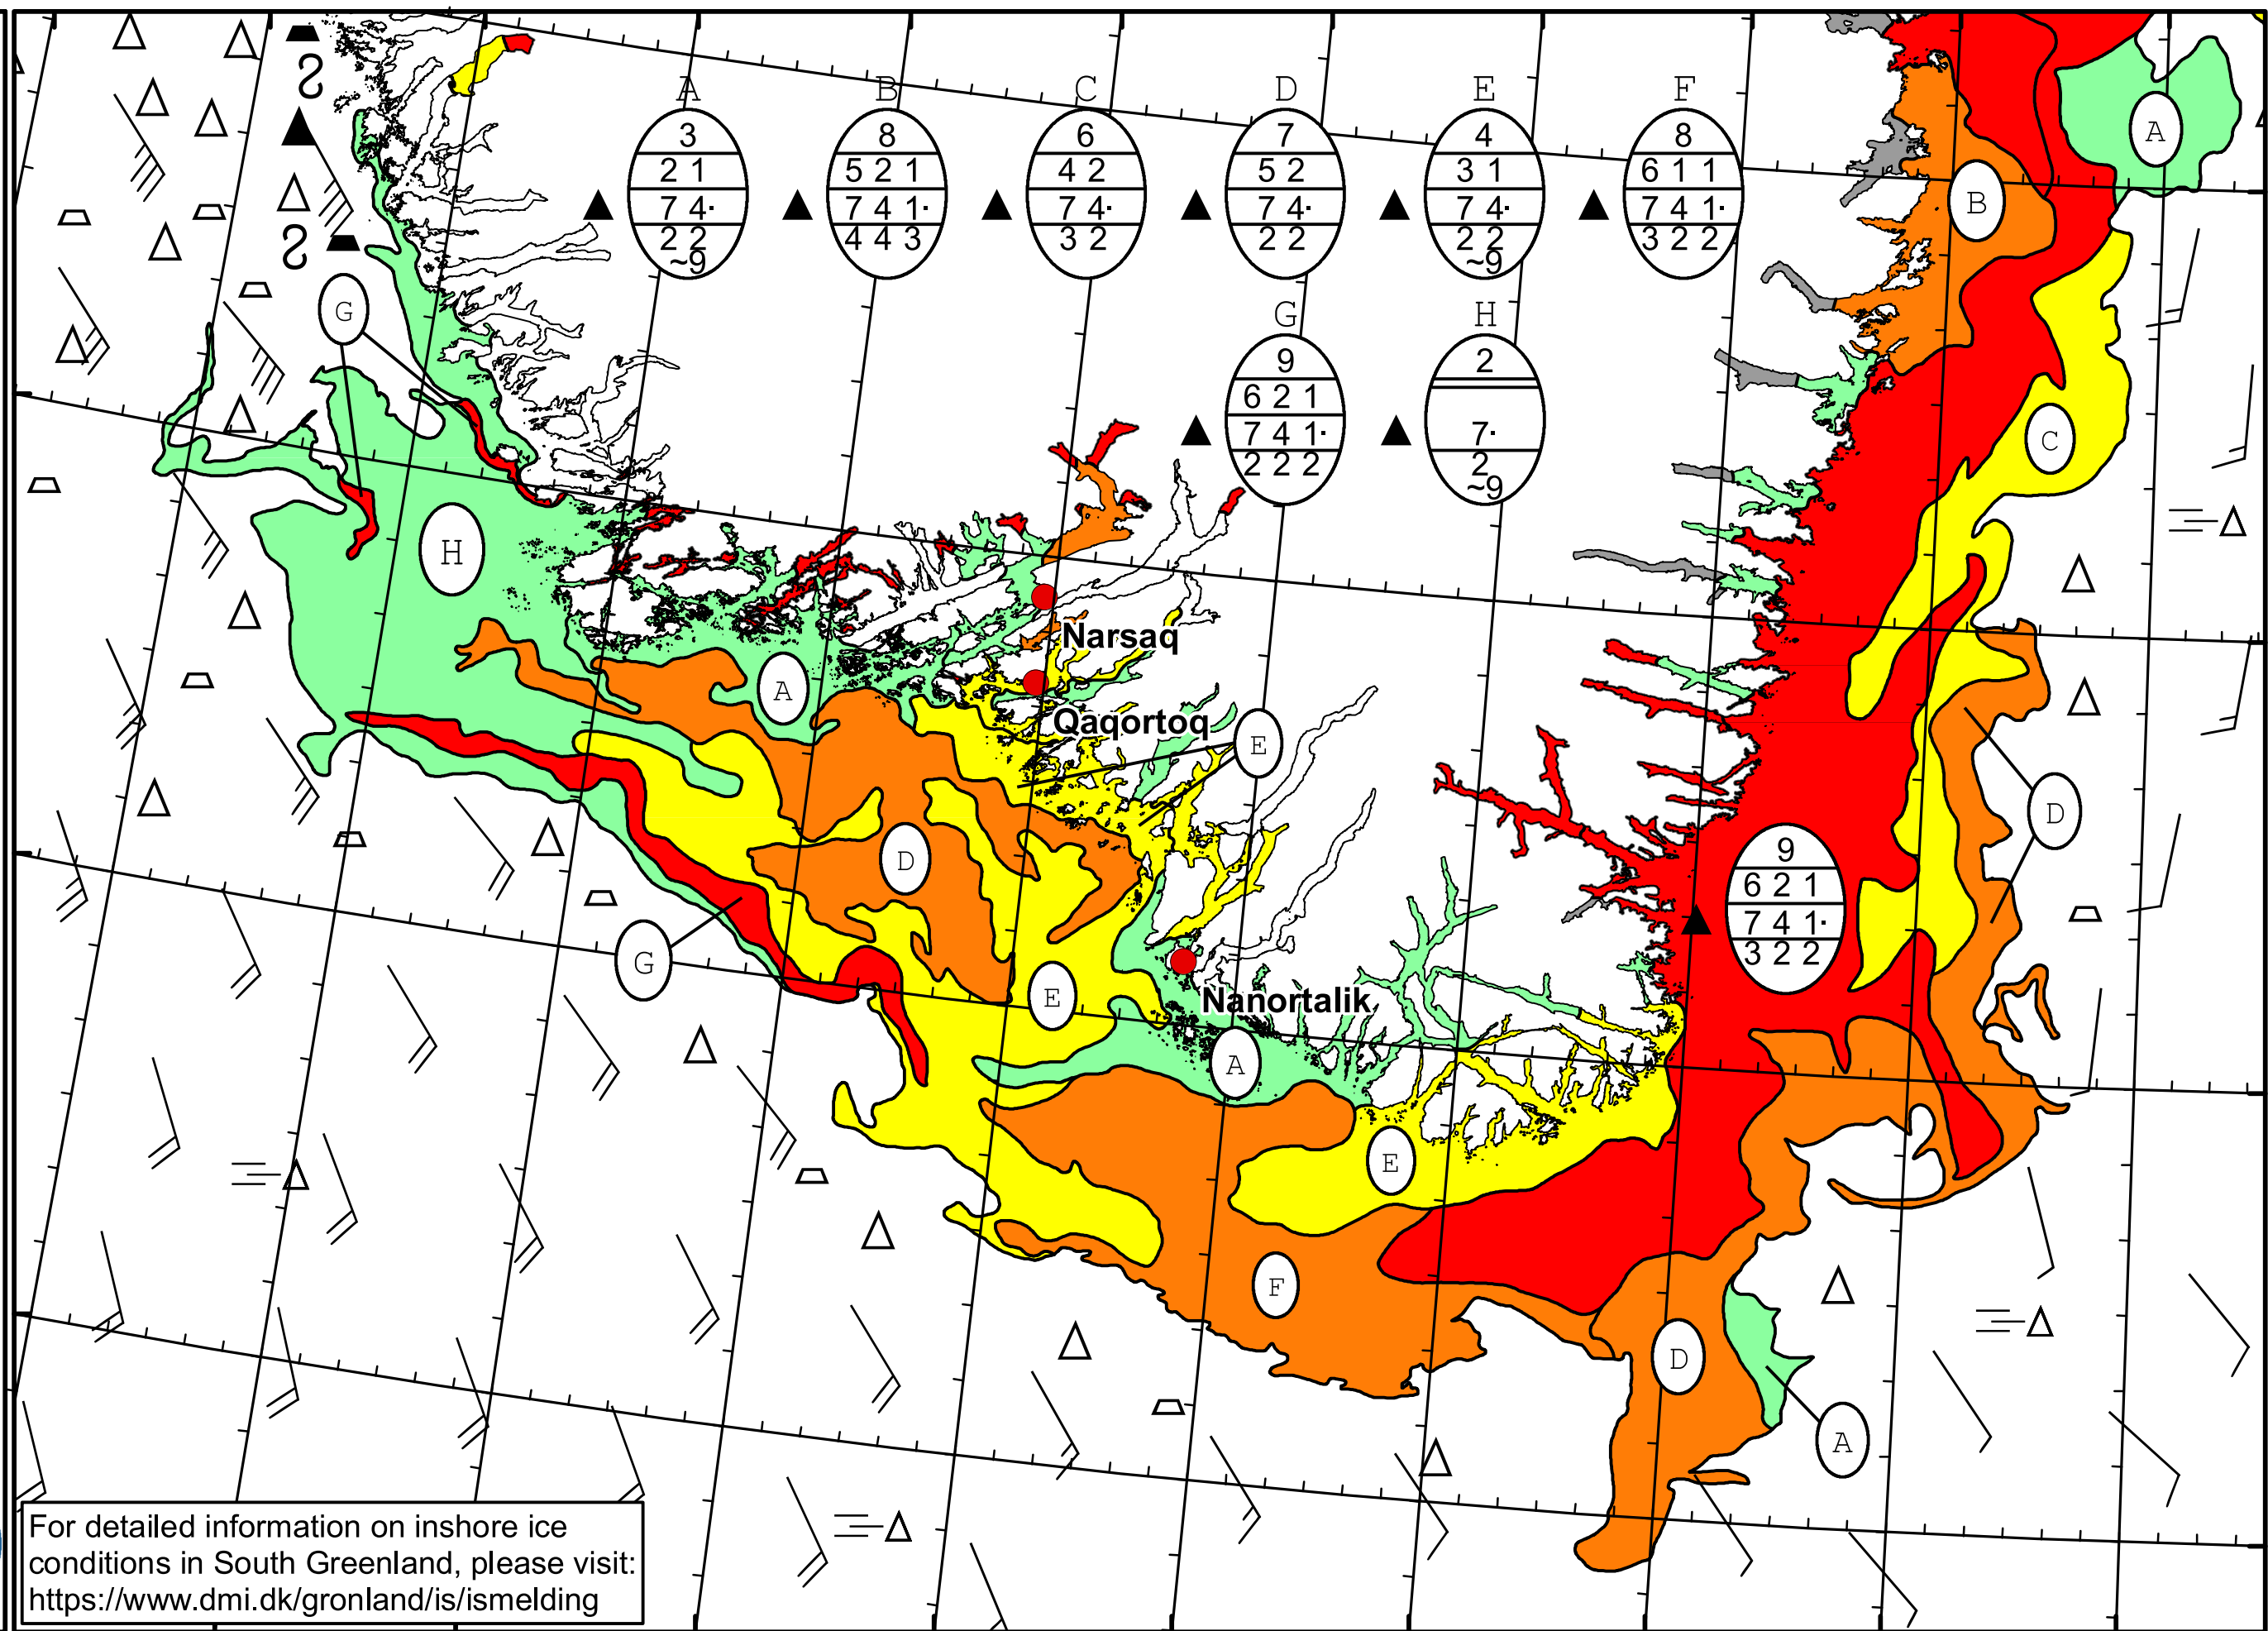 A B C D E F
3
2 1
7 4·
2 2
~9
8
5 2 1
7 4 1·
4 4 3
6
4 2
7 4·
3 2
7
5 2
7 4·
2 2
4
3 1
7 4·
2 2
~9
8
6 1 1
7 4 1·
3 2 2
G H
9
6 2 1
7 4 1·
2 2 2
2
7·
2
~9
A
B
G
C
H
Narsaq
A
Qaqortoq
E
D
D
9
6 2 1
7 4 1·
3 2 2
G
E
Nanortalik
A
E
F
D
A
For detailed information on inshore ice
conditions in South Greenland, please visit:
https://www.dmi.dk/gronland/is/ismelding